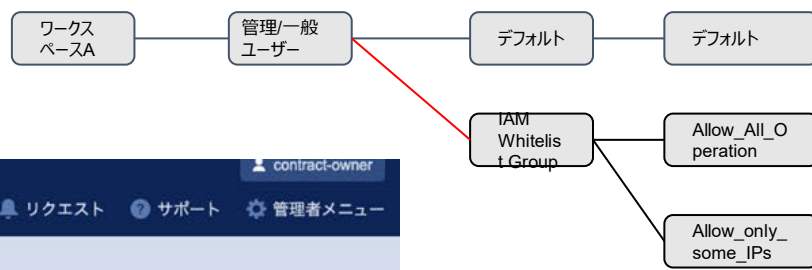 ワークス
ペースA
管理/一般
ユーザー
デフォルト
デフォルト
IAM
Whitelis
t Group
Allow_All_O
peration
Allow_only_
some_IPs
contract-owner
リクエスト
サポート
管理者メニュー